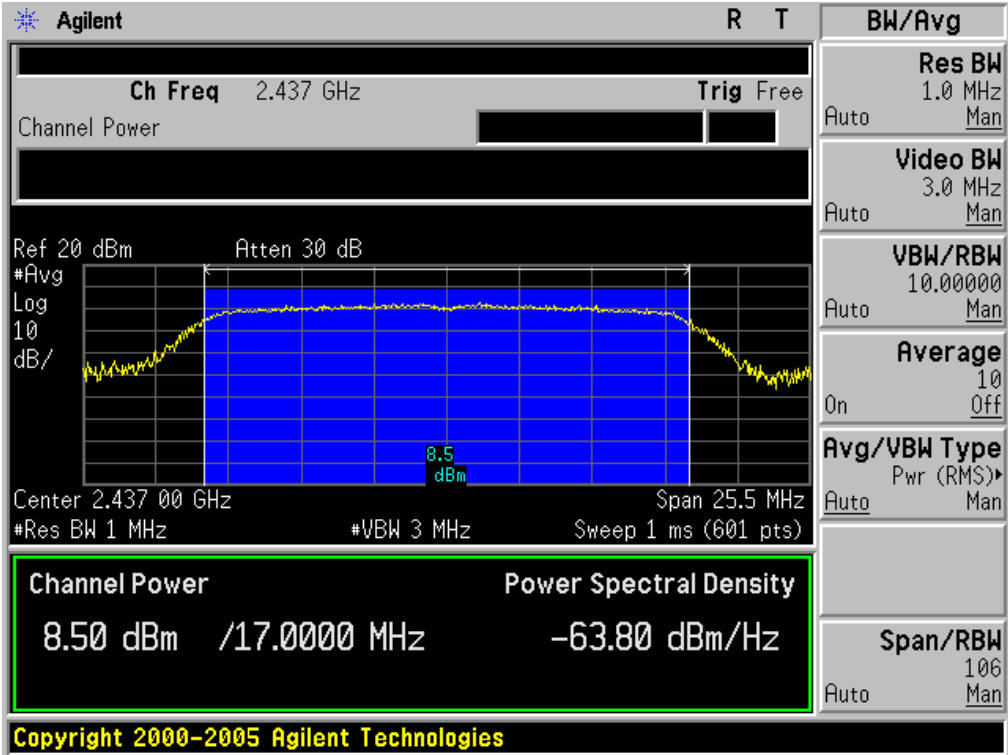 Agilent R T
Ch Freq 2.437 GHz Trig Free
Channel Power
Ref 20 dBm Atten 30 dB
#Avg
Log
10
dB/
8.5
dBm
Center 2.437 00 GHz Span 25.5 MHz
#Res BW 1 MHz #VBW 3 MHz Sweep 1 ms (601 pts)
Channel Power Power Spectral Density
8.50 dBm /17.0000 MHz -63.80 dBm/Hz
Copyright 2000-2005 Agilent Technologies
BW/Avg
Res BW
1.0 MHz
Auto Man
Video BW
3.0 MHz
Auto Man
VBW/RBW
10.00000
Auto Man
Average
10
On Off
Avg/VBW Type
Pwr (RMS)▸
Auto Man
Span/RBW
106
Auto Man